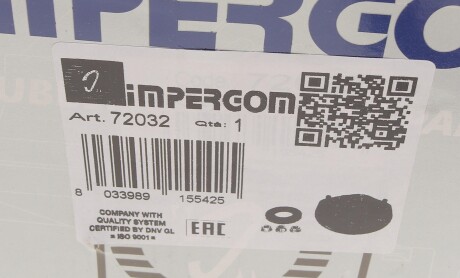 IMPERGO
impergom
Art. 72032 Qtà: 1
8 033989 155425
COMPANY WITH
QUALITY SYSTEM
CERTIFIED BY DNV GL
= ISO 9001 =
EAC